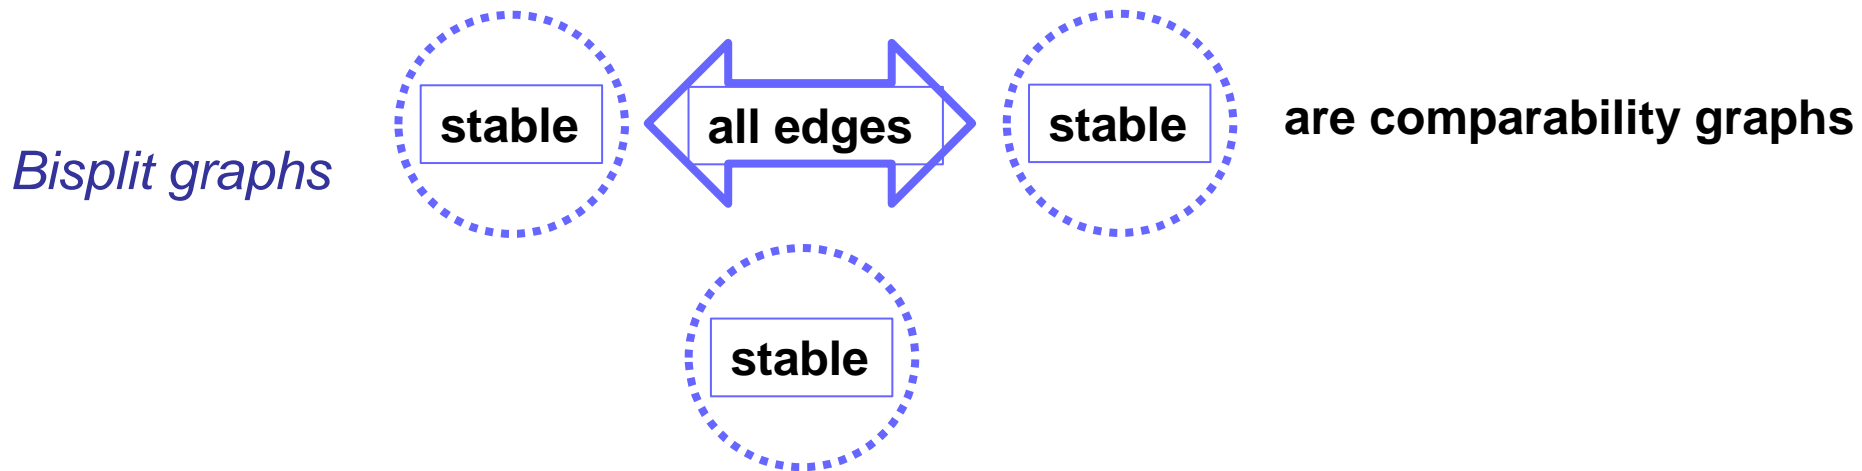 Bisplit graphs
stable
all edges
stable
are comparability graphs
stable